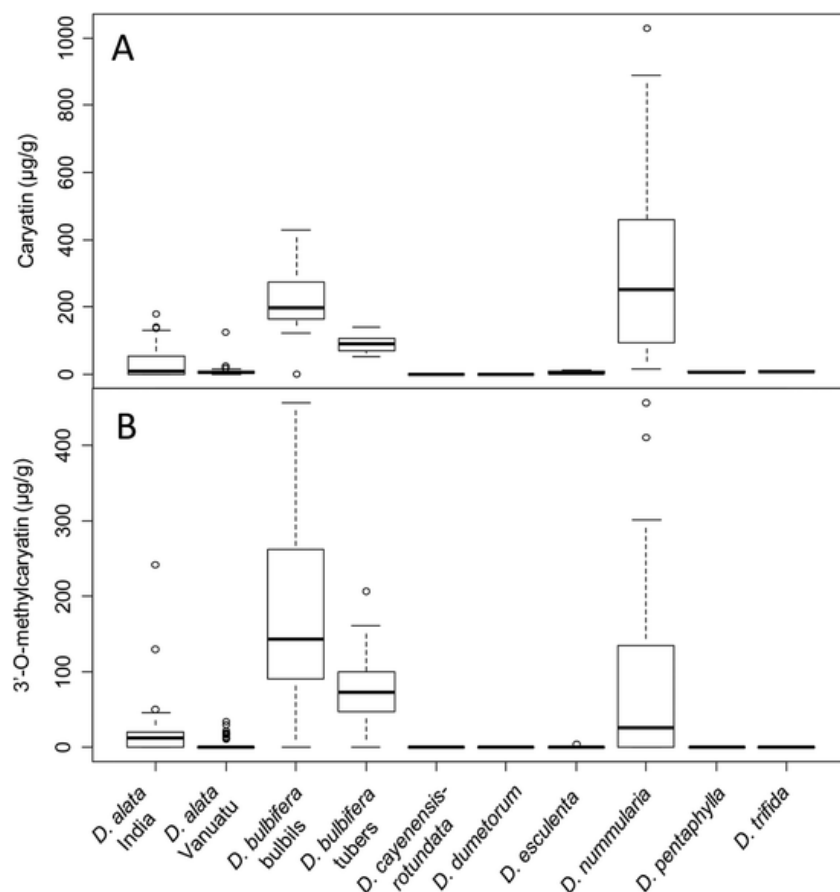 A
Caryatin (µg/g)
1000
800
600
400
200
0
B
3'-O-methylcaryatin (µg/g)
400
300
200
100
0
D. alata
India
D. alata
Vanuatu
D. bulbifera
bulbils
D. bulbifera
tubers
D. cayenensis-
rotundata
D. dumetorum
D. esculenta
D. nummularia
D. pentaphylla
D. trifida